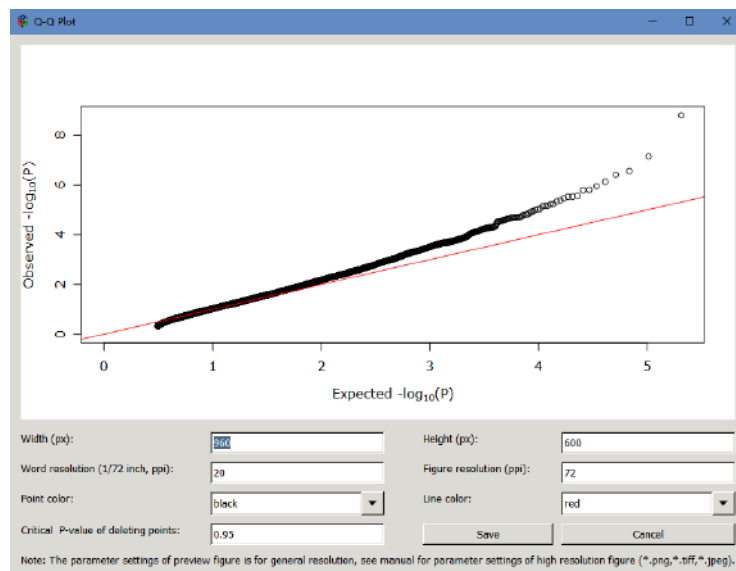 Q-Q Plot
8
6
4
2
0
Observed -log10(P)
0 1 2 3 4 5
Expected -log10(P)
Width (px): 960 Height (px): 600
Word resolution (1/72 inch, ppi): 20 Figure resolution (ppi): 72
Point color: black Line color: red
Critical P-value of deleting points: 0.95 Save Cancel
Note: The parameter settings of preview figure is for general resolution, see manual for parameter settings of high resolution figure (*.png,*.tiff,*.jpeg).